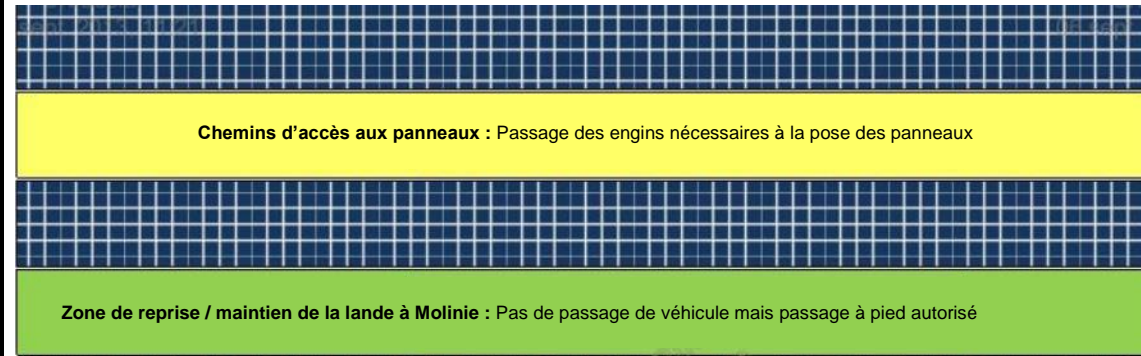 Chemins d'accès aux panneaux : Passage des engins nécessaires à la pose des panneaux
Zone de reprise / maintien de la lande à Molinie : Pas de passage de véhicule mais passage à pied autorisé